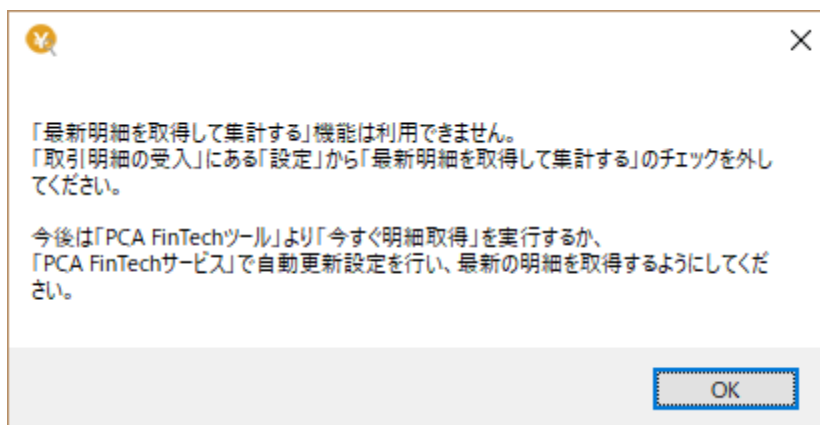 「最新明細を取得して集計する」機能は利用できません。
「取引明細の受入」にある「設定」から「最新明細を取得して集計する」のチェックを外し
てください。
今後は「PCA FinTechツール」より「今すぐ明細取得」を実行するか、
「PCA FinTechサービス」で自動更新設定を行い、最新の明細を取得するようにしてくだ
さい。
OK